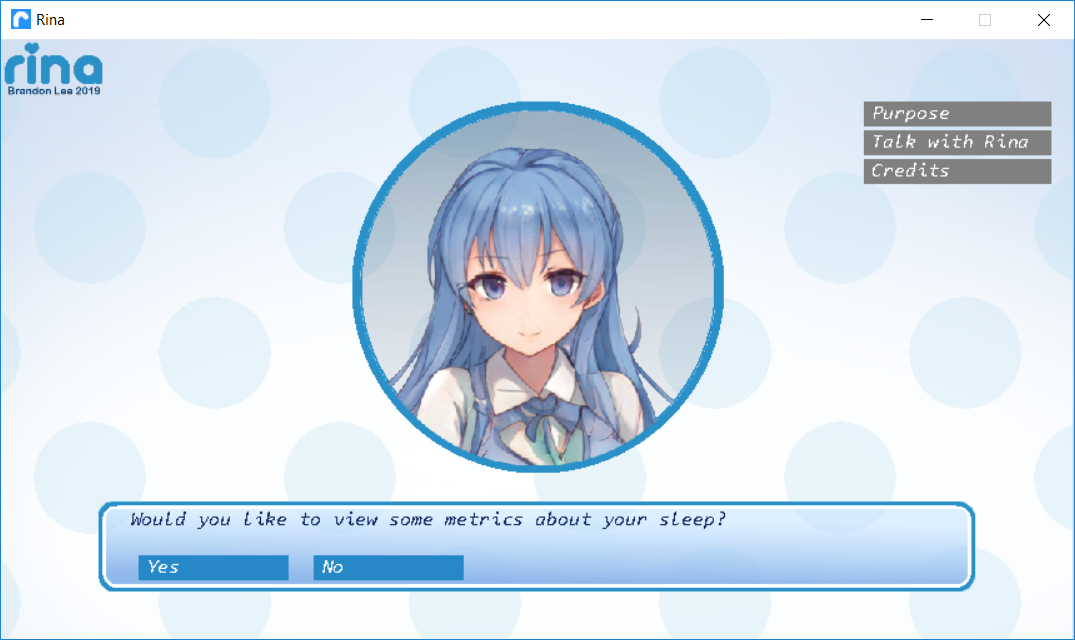 Rina
rina
Brandon Lee 2019
Purpose
Talk with Rina
Credits
Would you like to view some metrics about your sleep?
Yes
No